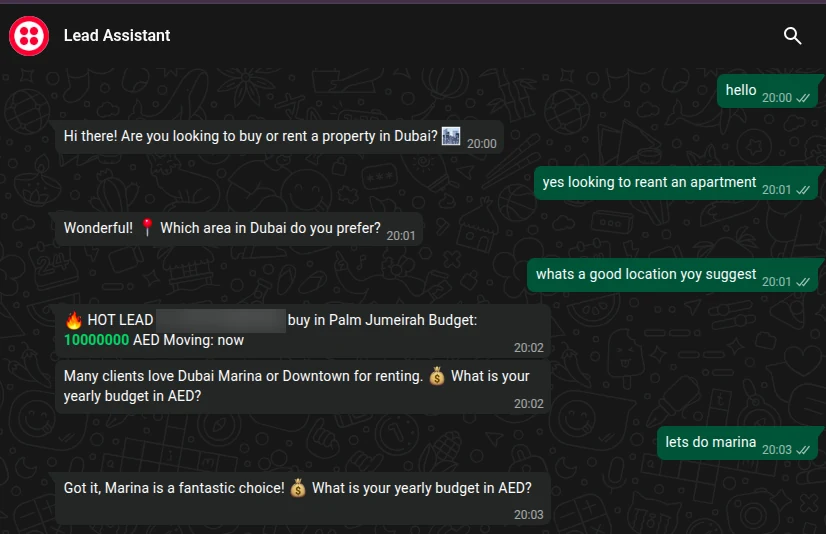 Lead Assistant
hello 20:00
Hi there! Are you looking to buy or rent a property in Dubai? 🏙️ 20:00
yes looking to reant an apartment 20:01
Wonderful! 📍 Which area in Dubai do you prefer? 20:01
whats a good location yoy suggest 20:01
🔥 HOT LEAD buy in Palm Jumeirah Budget:
10000000 AED Moving: now 20:02
Many clients love Dubai Marina or Downtown for renting. 💰 What is your
yearly budget in AED? 20:02
lets do marina 20:03
Got it, Marina is a fantastic choice! 💰 What is your yearly budget in AED?
20:03